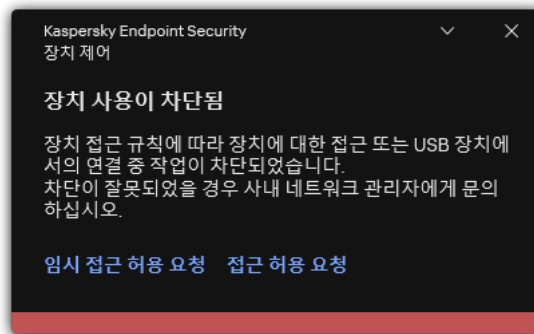 Kaspersky Endpoint Security
장치 제어
장치 사용이 차단됨
장치 접근 규칙에 따라 장치에 대한 접근 또는 USB 장치에
서의 연결 중 작업이 차단되었습니다.
차단이 잘못되었을 경우 사내 네트워크 관리자에게 문의
하십시오.
임시 접근 허용 요청 접근 허용 요청